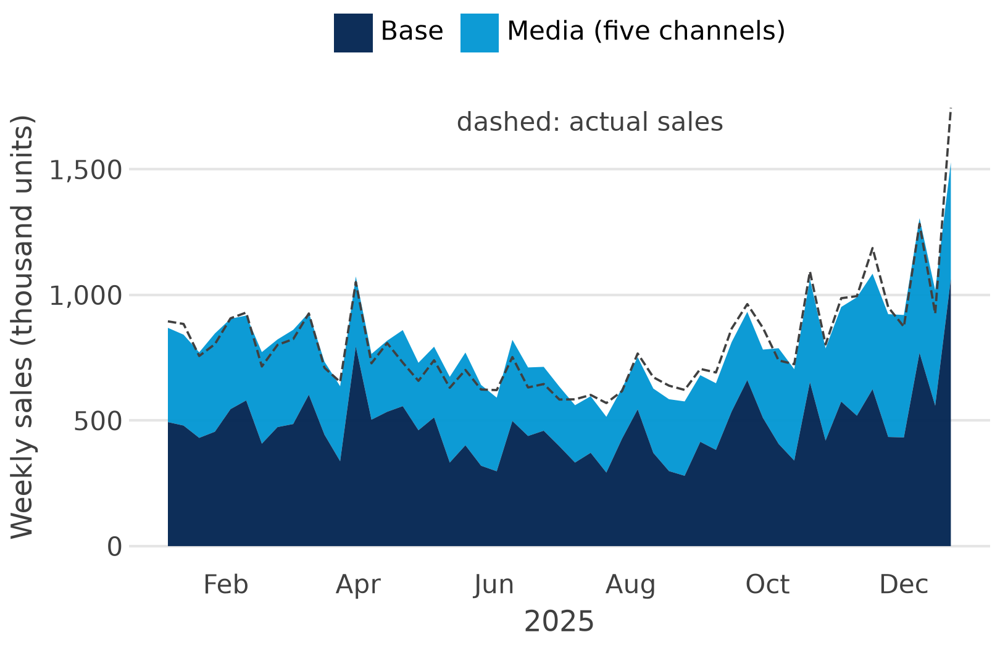 Base
Media (five channels)
dashed: actual sales
Weekly sales (thousand units)
1,500
1,000
500
0
Feb
Apr
Jun
Aug
Oct
Dec
2025